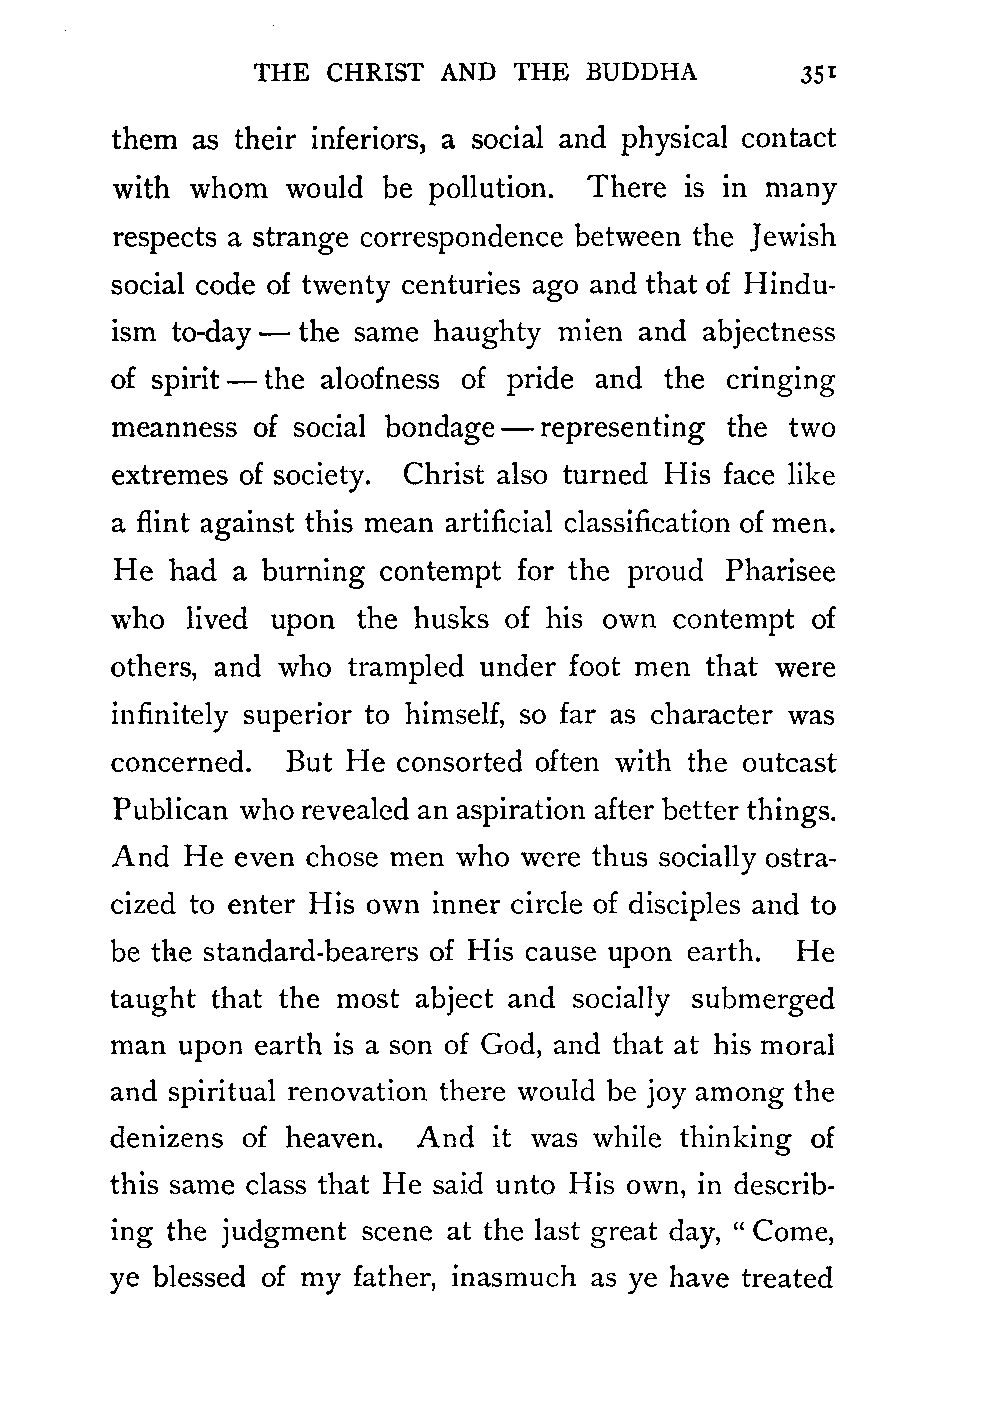 THE CHRIST AND THE BUDDHA 351
them as their inferiors, a social and physical contact
with whom would be pollution. There is in many
respects a strange correspondence between the Jewish
social code of twenty centuries ago and that of Hindu-
ism to-day — the same haughty mien and abjectness
of spirit — the aloofness of pride and the cringing
meanness of social bondage — representing the two
extremes of society. Christ also turned His face like
a flint against this mean artificial classification of men.
He had a burning contempt for the proud Pharisee
who lived upon the husks of his own contempt of
others, and who trampled under foot men that were
infinitely superior to himself, so far as character was
concerned. But He consorted often with the outcast
Publican who revealed an aspiration after better things.
And He even chose men who were thus socially ostra-
cized to enter His own inner circle of disciples and to
be the standard-bearers of His cause upon earth. He
taught that the most abject and socially submerged
man upon earth is a son of God, and that at his moral
and spiritual renovation there would be joy among the
denizens of heaven. And it was while thinking of
this same class that He said unto His own, in describ-
ing the judgment scene at the last great day, “ Come,
ye blessed of my father, inasmuch as ye have treated